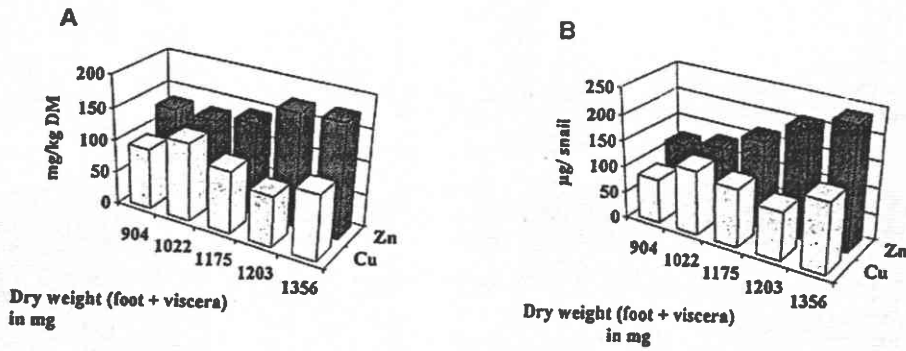 A
200
150
100
50
0
mg/kg DM
904
1022
1175
1203
1356
Zn
Cu
Dry weight (foot + viscera)
in mg
B
250
200
150
100
50
0
µg/ snail
904
1022
1175
1203
1356
Zn
Cu
Dry weight (foot + viscera)
in mg